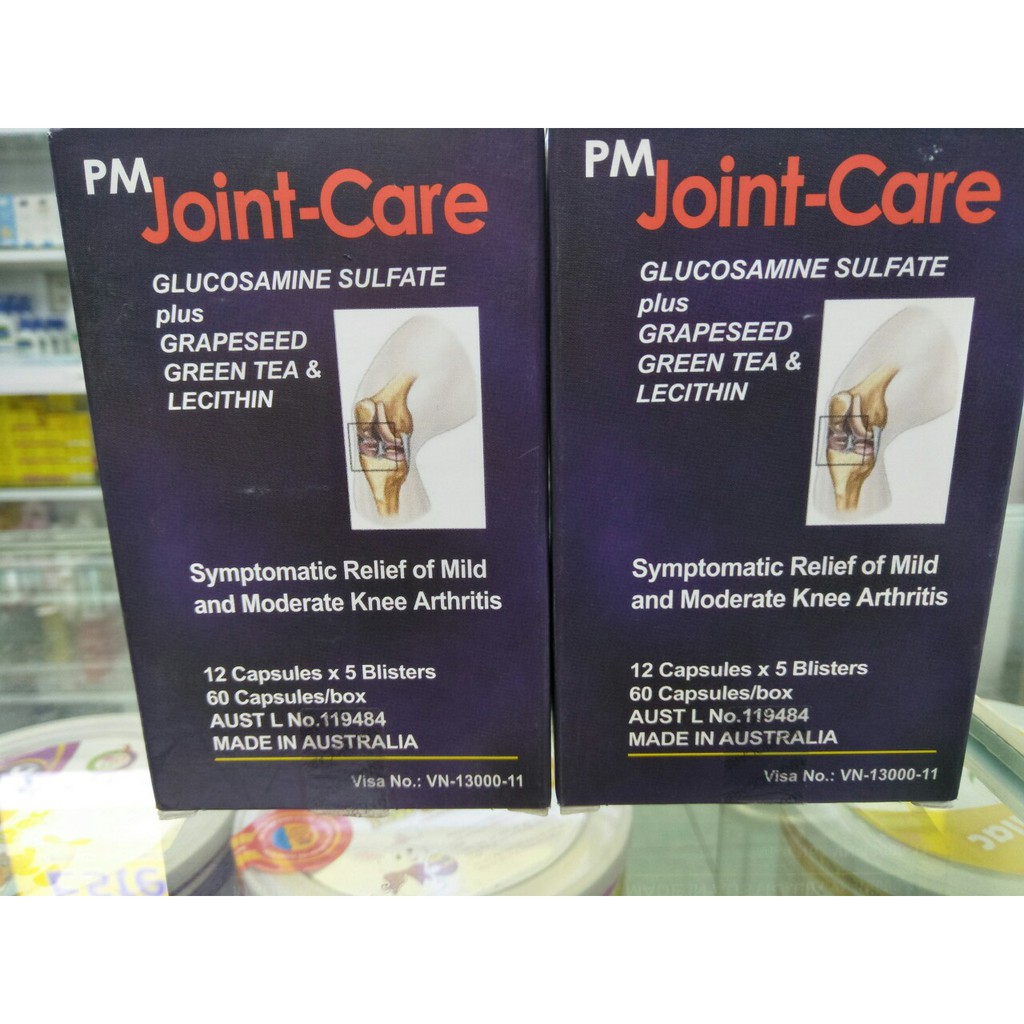 PM
Joint-Care
GLUCOSAMINE SULFATE
plus
GRAPESEED
GREEN TEA &
LECITHIN
Symptomatic Relief of Mild
and Moderate Knee Arthritis
12 Capsules x 5 Blisters
60 Capsules/box
AUST L No.119484
MADE IN AUSTRALIA
Visa No.: VN-13000-11
PM
Joint-Care
GLUCOSAMINE SULFATE
plus
GRAPESEED
GREEN TEA &
LECITHIN
Symptomatic Relief of Mild
and Moderate Knee Arthritis
12 Capsules x 5 Blisters
60 Capsules/box
AUST L No.119484
MADE IN AUSTRALIA
Visa No.: VN-13000-11